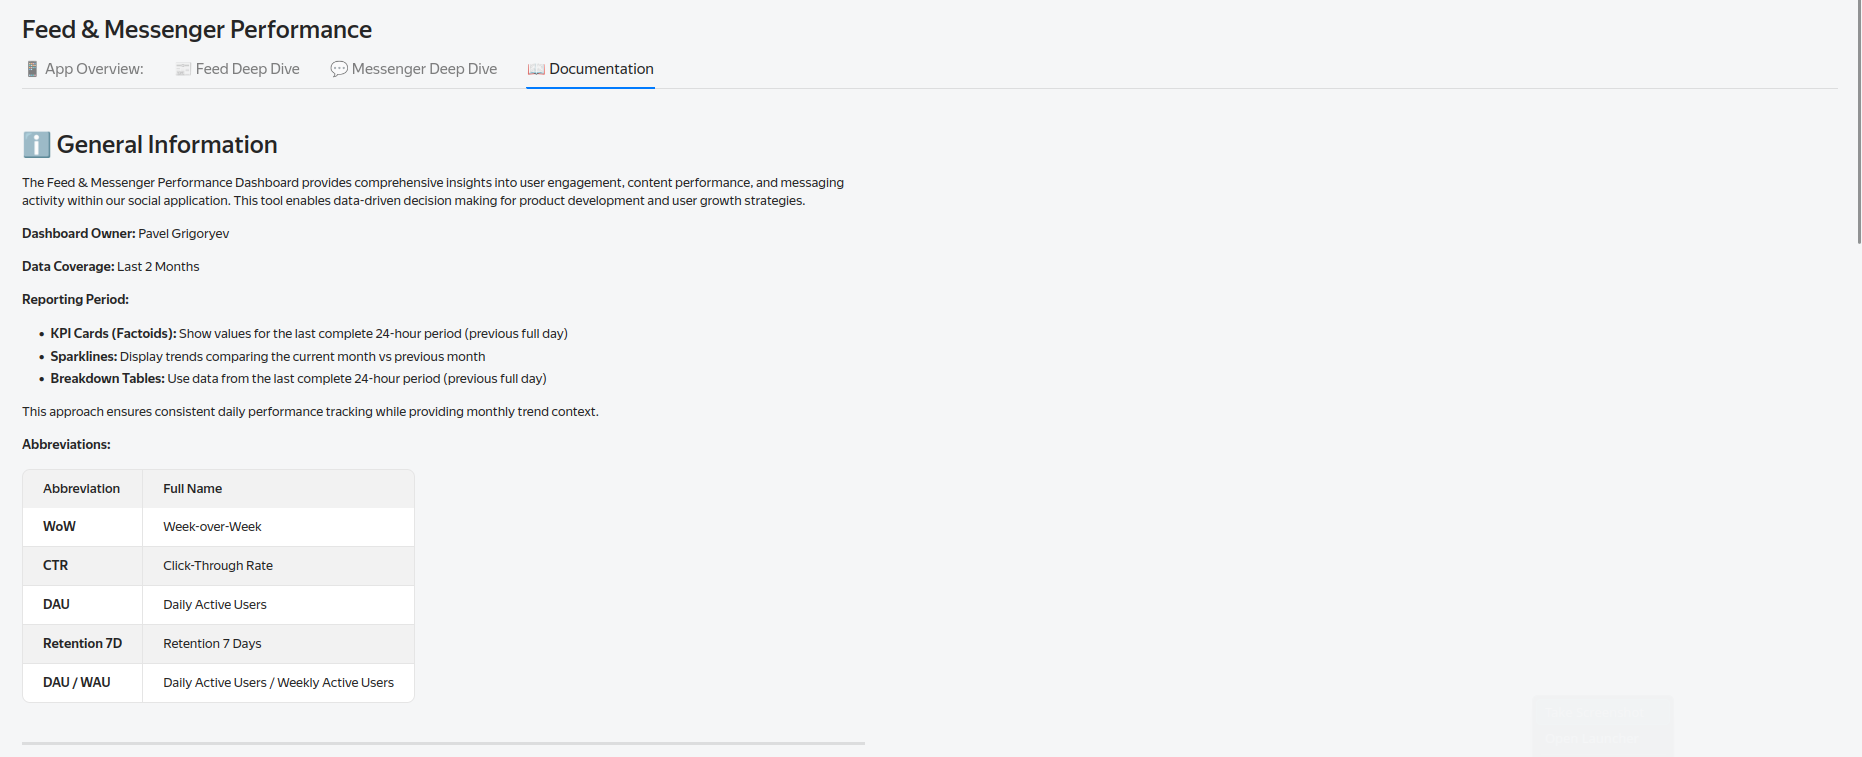 Feed & Messenger Performance
App Overview: Feed Deep Dive Messenger Deep Dive Documentation
General Information
The Feed & Messenger Performance Dashboard provides comprehensive insights into user engagement, content performance, and messaging
activity within our social application. This tool enables data-driven decision making for product development and user growth strategies.
Dashboard Owner: Pavel Grigoryev
Data Coverage: Last 2 Months
Reporting Period:
• KPI Cards (Factoids): Show values for the last complete 24-hour period (previous full day)
• Sparklines: Display trends comparing the current month vs previous month
• Breakdown Tables: Use data from the last complete 24-hour period (previous full day)
This approach ensures consistent daily performance tracking while providing monthly trend context.
Abbreviations:
Abbreviation Full Name
WoW Week-over-Week
CTR Click-Through Rate
DAU Daily Active Users
Retention 7D Retention 7 Days
DAU / WAU Daily Active Users / Weekly Active Users